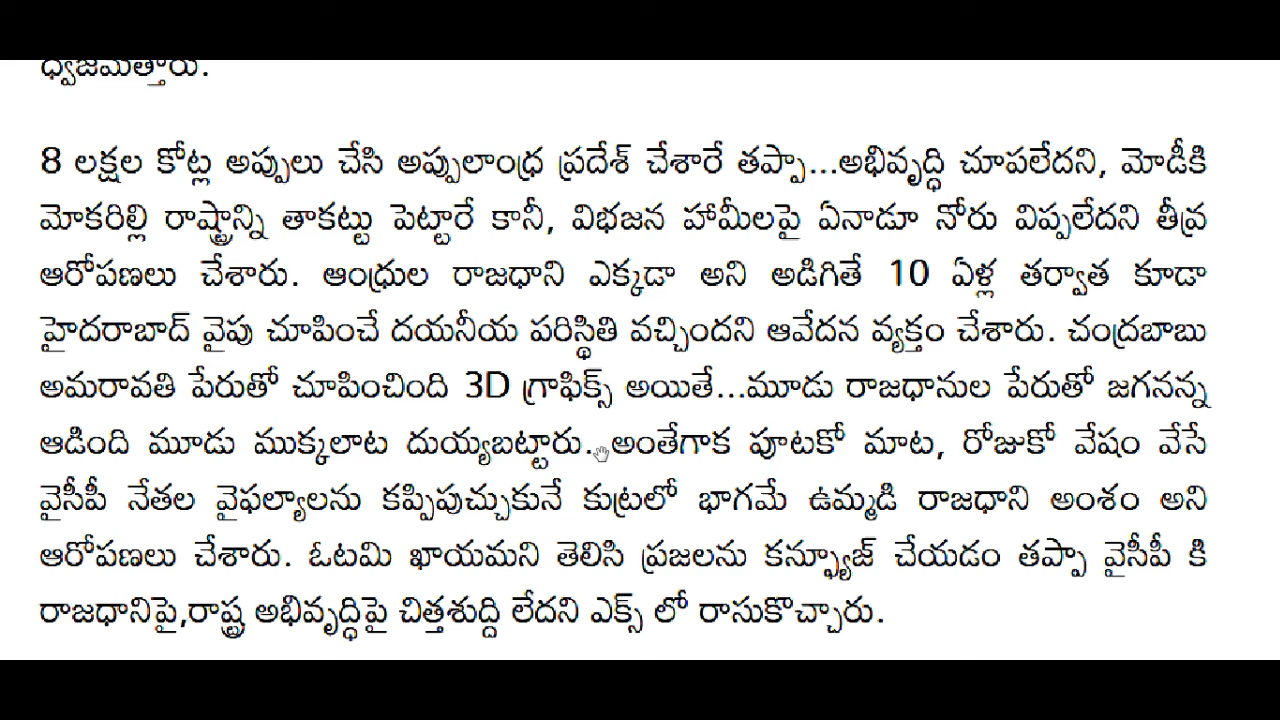 ధ్వజమెత్తారు.
8 లక్షల కోట్ల అప్పులు చేసి అప్పులాంధ్ర ప్రదేశ్ చేశారే తప్పా...అభివృద్ధి చూపలేదని, మోడీకి
మోకరిల్లి రాష్ట్రాన్ని తాకట్టు పెట్టారే కానీ, విభజన హామీలపై ఏనాడూ నోరు విప్పలేదని తీవ్ర
ఆరోపణలు చేశారు. ఆంధ్రుల రాజధాని ఎక్కడా అని అడిగితే 10 ఏళ్ల తర్వాత కూడా
హైదరాబాద్ వైపు చూపించే దయనీయ పరిస్థితి వచ్చిందని ఆవేదన వ్యక్తం చేశారు. చంద్రబాబు
అమరావతి పేరుతో చూపించింది 3D గ్రాఫిక్స్ అయితే...మూడు రాజధానుల పేరుతో జగనన్న
ఆడింది మూడు ముక్కలాట దుయ్యబట్టారు. అంతేగాక పూటకో మాట, రోజుకో వేషం వేసే
వైసీపీ నేతల వైఫల్యాలను కప్పిపుచ్చుకునే కుట్రలో భాగమే ఉమ్మడి రాజధాని అంశం అని
ఆరోపణలు చేశారు. ఓటమి ఖాయమని తెలిసి ప్రజలను కన్ఫ్యూజ్ చేయడం తప్పా వైసీపీ కి
రాజధానిపై,రాష్ట్ర అభివృద్ధిపై చిత్తశుద్ది లేదని ఎక్స్ లో రాసుకొచ్చారు.